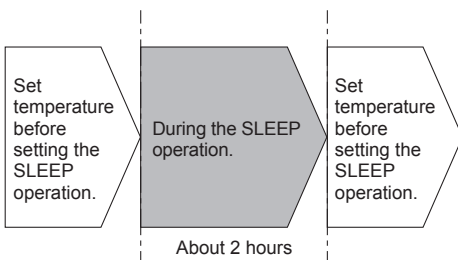 Set
temperature
before
setting the
SLEEP
operation.
During the SLEEP
operation.
Set
temperature
before
setting the
SLEEP
operation.
About 2 hours